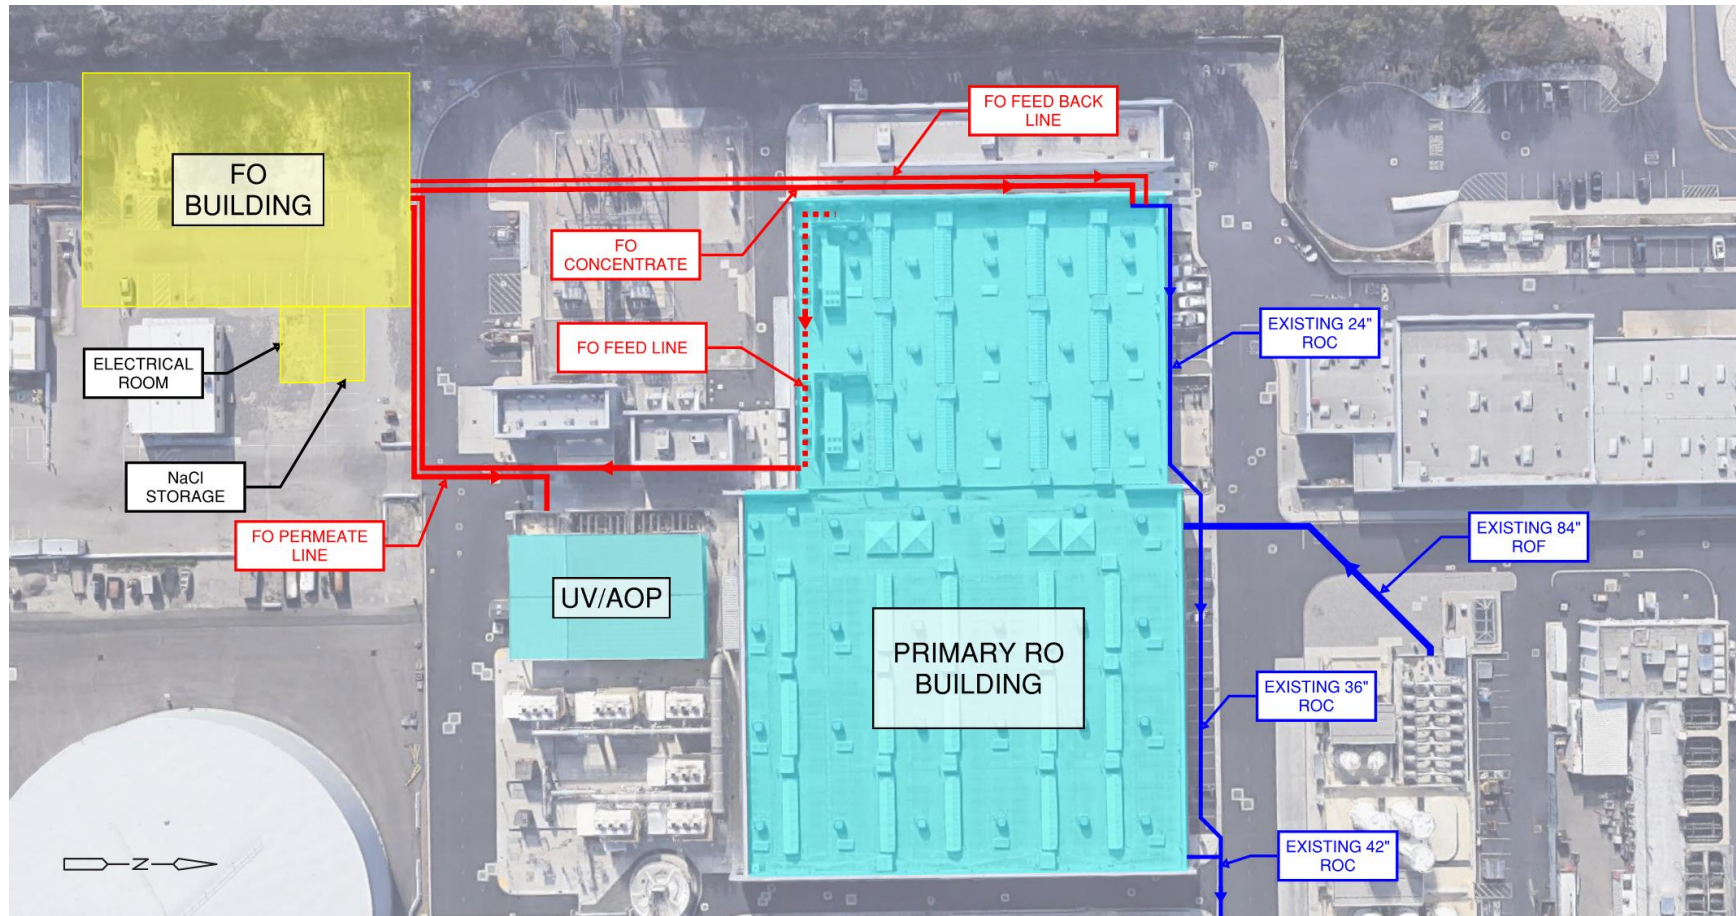 FO FEED BACK
LINE
FO
BUILDING
FO
CONCENTRATE
EXISTING 24"
ROC
FO FEED LINE
ELECTRICAL
ROOM
NaCl
STORAGE
FO PERMEATE
LINE
EXISTING 84"
ROF
UV/AOP
PRIMARY RO
BUILDING
EXISTING 36"
ROC
EXISTING 42"
ROC
N